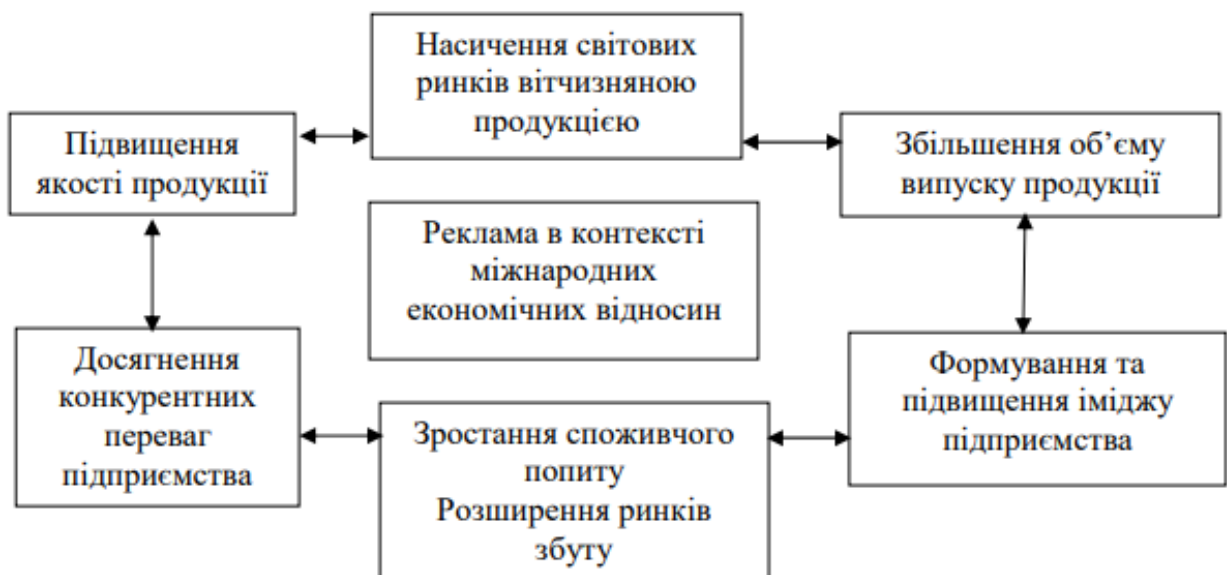 Насичення світових
ринків вітчизняною
продукцією
Підвищення
якості продукції
Збільшення об’єму
випуску продукції
Реклама в контексті
міжнародних
економічних відносин
Досягнення
конкурентних
переваг
підприємства
Зростання споживчого
попиту
Розширення ринків
збуту
Формування та
підвищення іміджу
підприємства